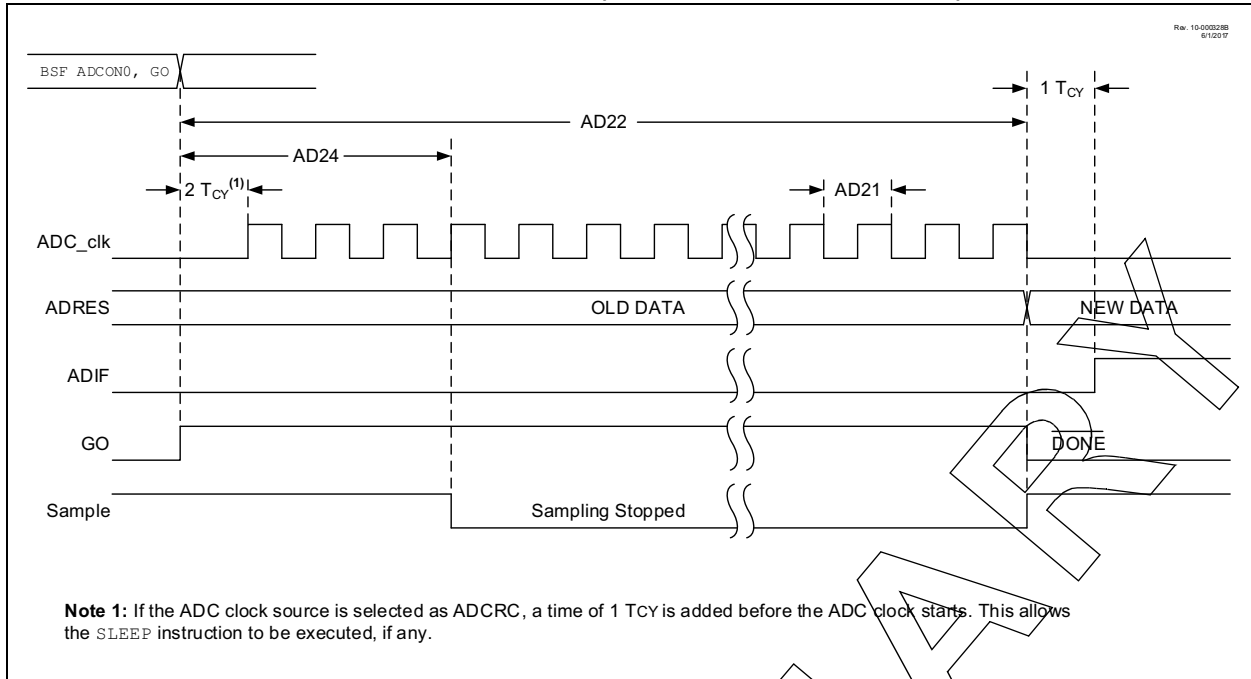 Rev. 10-000328B
6/1/2017
BSF ADCON0, GO
1 TCY
AD22
AD24
2 TCY(1)
AD21
ADC_clk
ADRES
OLD DATA
NEW DATA
ADIF
GO
DONE
Sample
Sampling Stopped
Note 1: If the ADC clock source is selected as ADCRC, a time of 1 TCY is added before the ADC clock starts. This allows
the SLEEP instruction to be executed, if any.